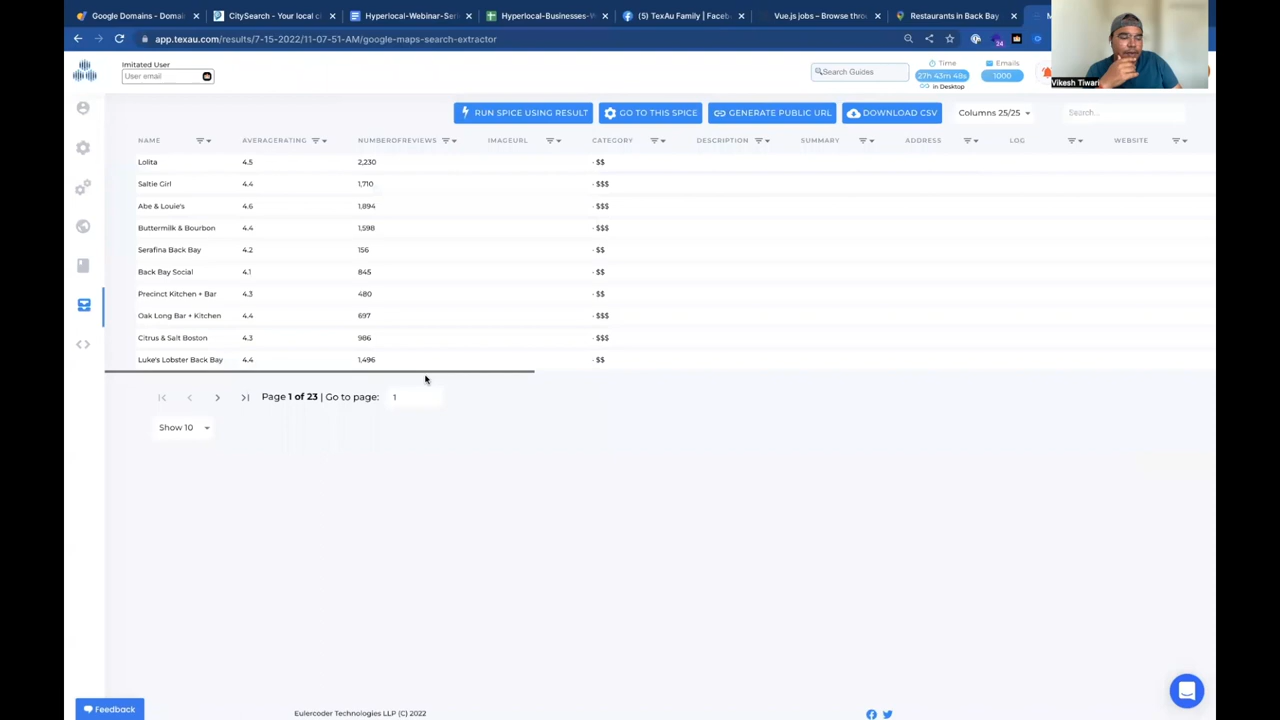 Google Domains - Domai
CitySearch - Your local ci
Hyperlocal-Webinar-Seri
Hyperlocal-Businesses-W
(5) TexAu Family | Faceb
Vue.js jobs – Browse thro
Restaurants in Back Bay
app.texau.com/results/7-15-2022/11-07-51-AM/google-maps-search-extractor
24
Vikesh Tiwari
Imitated User
User email
Search Guides
Time
27h 43m 48s
In Desktop
Emails
1000
RUN SPICE USING RESULT
GO TO THIS SPICE
GENERATE PUBLIC URL
DOWNLOAD CSV
Columns 25/25
Search...
NAME AVERAGERATING NUMBEROFREVIEWS IMAGEURL CATEGORY DESCRIPTION SUMMARY ADDRESS LOG WEBSITE
Lolita 4.5 2,230 · $$
Saltie Girl 4.4 1,710 · $$$
Abe & Louie's 4.6 1,894 · $$$
Buttermilk & Bourbon 4.4 1,598 · $$$
Serafina Back Bay 4.2 156 · $$
Back Bay Social 4.1 845 · $$
Precinct Kitchen + Bar 4.3 480 · $$
Oak Long Bar + Kitchen 4.4 697 · $$$
Citrus & Salt Boston 4.3 986 · $$$
Luke's Lobster Back Bay 4.4 1,496 · $$
Page 1 of 23 | Go to page: 1
Show 10
Feedback
Eulercoder Technologies LLP (C) 2022